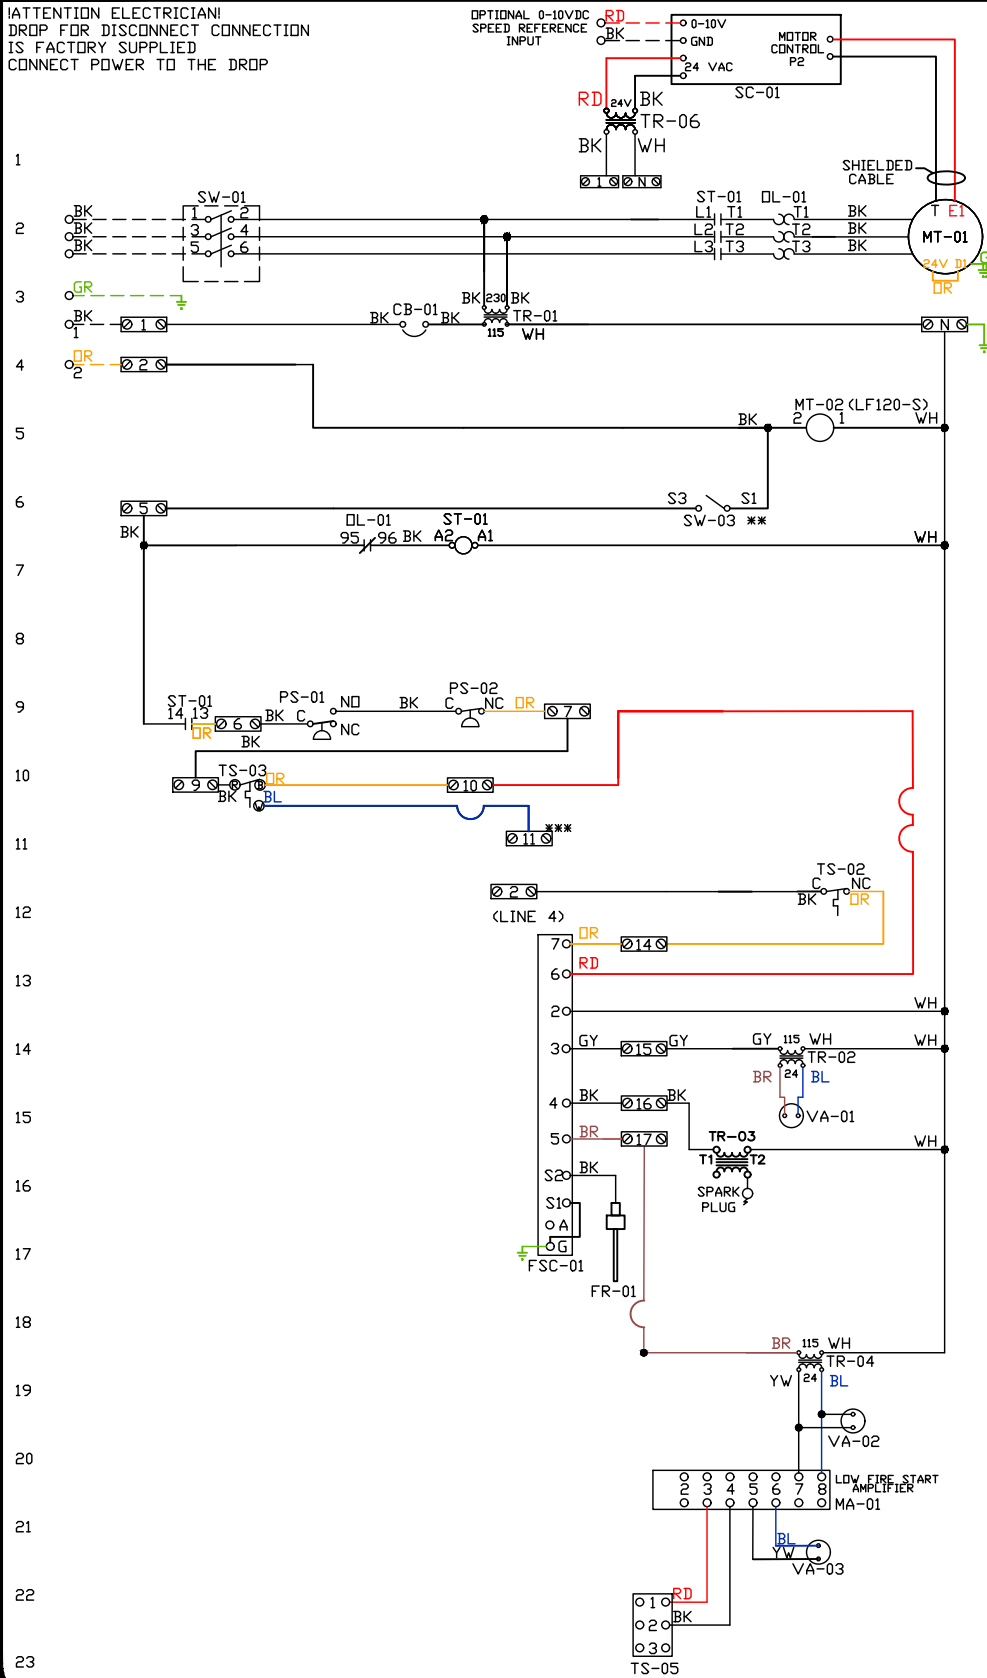 !ATTENTION ELECTRICIAN!
DROP FOR DISCONNECT CONNECTION
IS FACTORY SUPPLIED
CONNECT POWER TO THE DROP
OPTIONAL 0-10VDC
SPEED REFERENCE
INPUT
RD
BK
0-10V
GND
24 VAC
MOTOR
CONTROL
P2
SC-01
RD 24V BK
TR-06
BK WH
1 N
SHIELDED
CABLE
1
SW-01
ST-01 OL-01
T E1
2
BK 1 2 L1 T1 T1 BK
BK 3 4 L2 T2 T2 BK
BK 5 6 L3 T3 T3 BK
MT-01
24V D1
G
OR
3
GR
BK 230 BK
CB-01
TR-01
BK
1
1
BK BK
115 WH
N
4
OR
2
2
MT-02 (LF120-S)
5
BK 2 1 WH
6
5
S3 S1
SW-03 **
BK
OL-01
95 96 BK
ST-01
A2 A1
WH
7
8
9
ST-01
14 13
OR
6
BK
PS-01
C NO
NC
BK
PS-02
C NC
OR
7
BK
10
9
BK
TS-03
R B
W
OR
BL
10
11
11
***
TS-02
C NC
BK OR
2
(LINE 4)
12
7 OR 14
13
6 RD
2 WH
14
3 GY 15 GY GY 115 WH WH
TR-02
BR 24 BL
VA-01
15
4 BK 16 BK
5 BR 17
TR-03
T1 T2
WH
16
S2 BK
SPARK
PLUG
S1
A
17
G
FSC-01
FR-01
18
BR 115 WH
TR-04
19
YW 24 BL
VA-02
20
LOW FIRE START
AMPLIFIER
2 3 4 5 6 7 8
MA-01
21
BL
YW
VA-03
22
RD
1
BK
2
3
23
TS-05